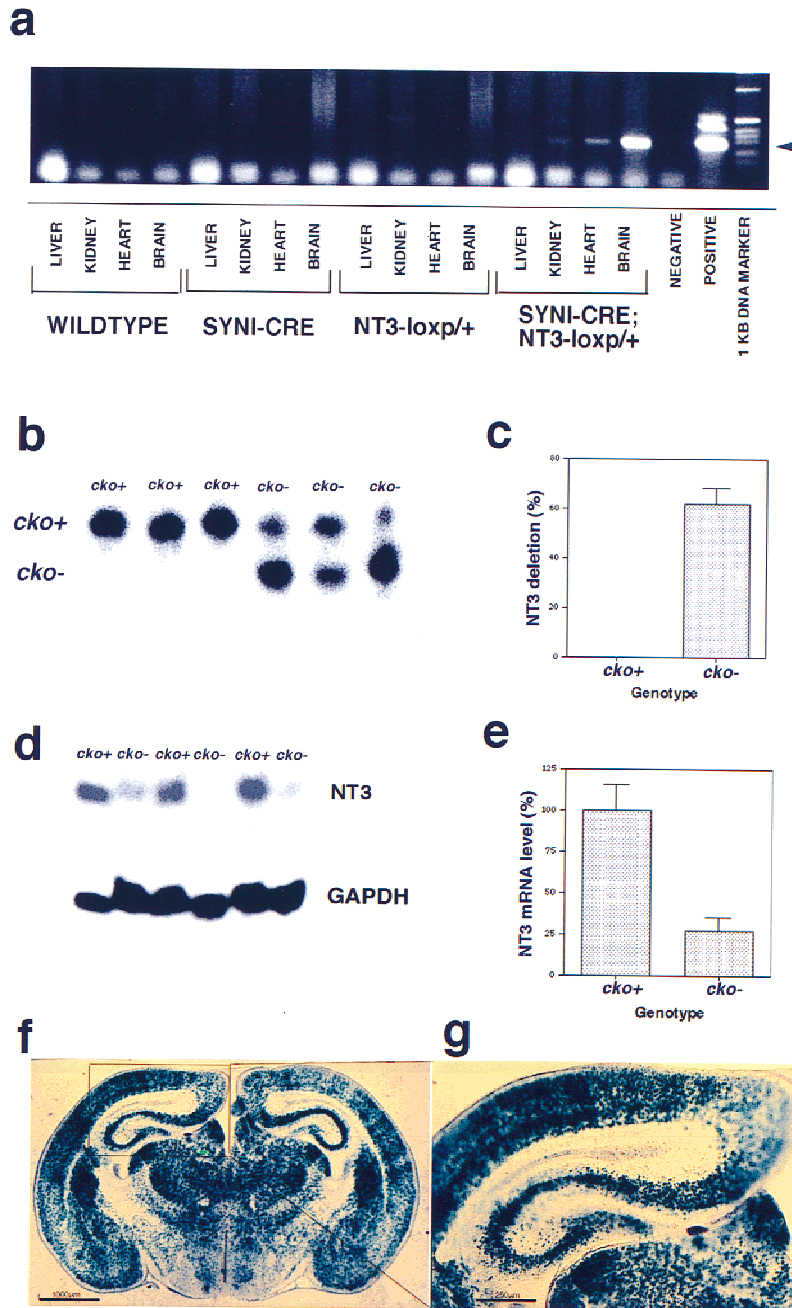 a
LIVER KIDNEY HEART BRAIN LIVER KIDNEY HEART BRAIN LIVER KIDNEY HEART BRAIN LIVER KIDNEY HEART BRAIN NEGATIVE POSITIVE 1 KB DNA MARKER
WILDTYPE SYNI-CRE NT3-loxp/+ SYNI-CRE;
NT3-loxp/+
b
cko+ cko+ cko+ cko- cko- cko-
cko+
cko-
c
NT3 deletion (%)
80
60
40
20
0
cko+ cko-
Genotype
d
cko+ cko- cko+ cko- cko+ cko-
NT3
GAPDH
e
NT3 mRNA level (%)
125
100
75
50
25
0
cko+ cko-
Genotype
f
1000µm
g
250µm